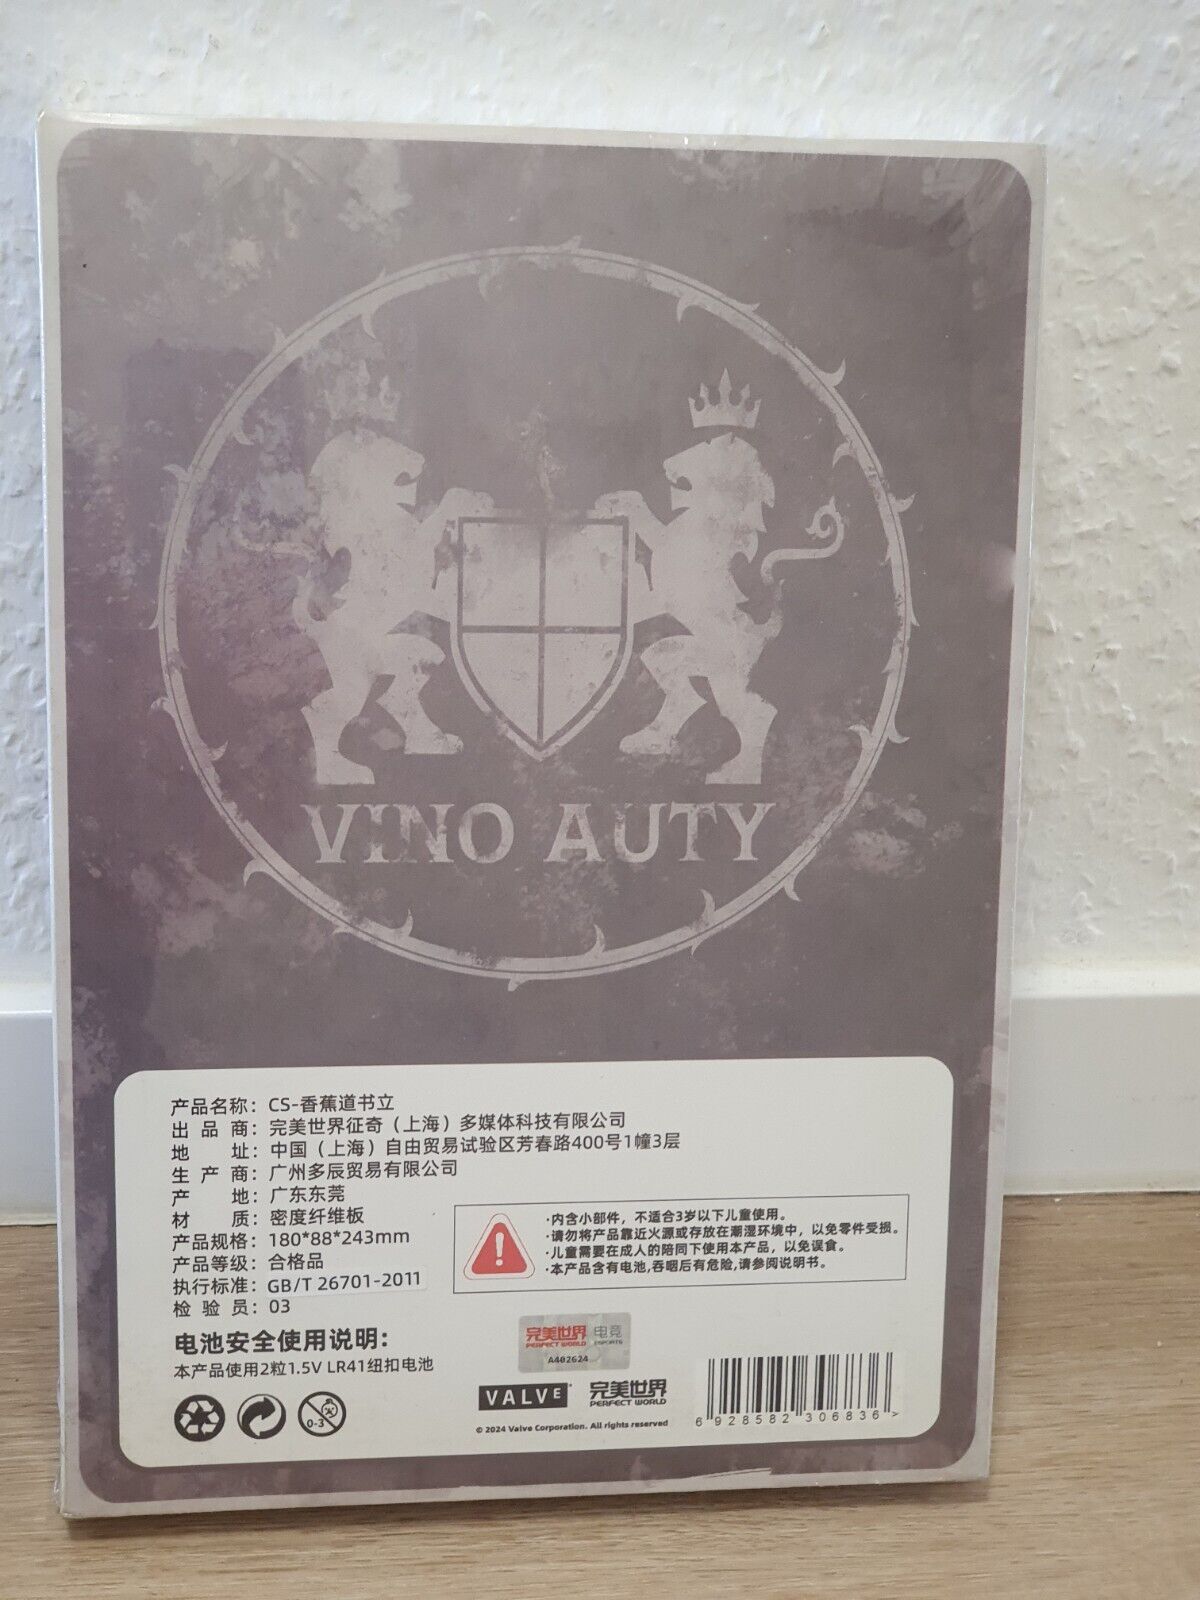 VINO AUTY
产品名称：CS-香蕉道书立
出品商：完美世界征奇（上海）多媒体科技有限公司
地址：中国（上海）自由贸易试验区芳春路400号1幢3层
生产商：广州多辰贸易有限公司
产地：广东东莞
材质：密度纤维板
产品规格：180*88*243mm
产品等级：合格品
执行标准：GB/T 26701-2011
检验员：03
·内含小部件，不适合3岁以下儿童使用。
·请勿将产品靠近火源或存放在潮湿环境中，以免零件受损。
·儿童需要在成人的陪同下使用本产品，以免误食。
·本产品含有电池,吞咽后有危险,请参阅说明书。
电池安全使用说明：
本产品使用2粒1.5V LR41纽扣电池
0-3
完美世界 电竞
PERFECT WORLD ESPORTS
A402624
VALVE
完美世界
PERFECT WORLD
© 2024 Valve Corporation. All rights reserved
6 928582 306836 >